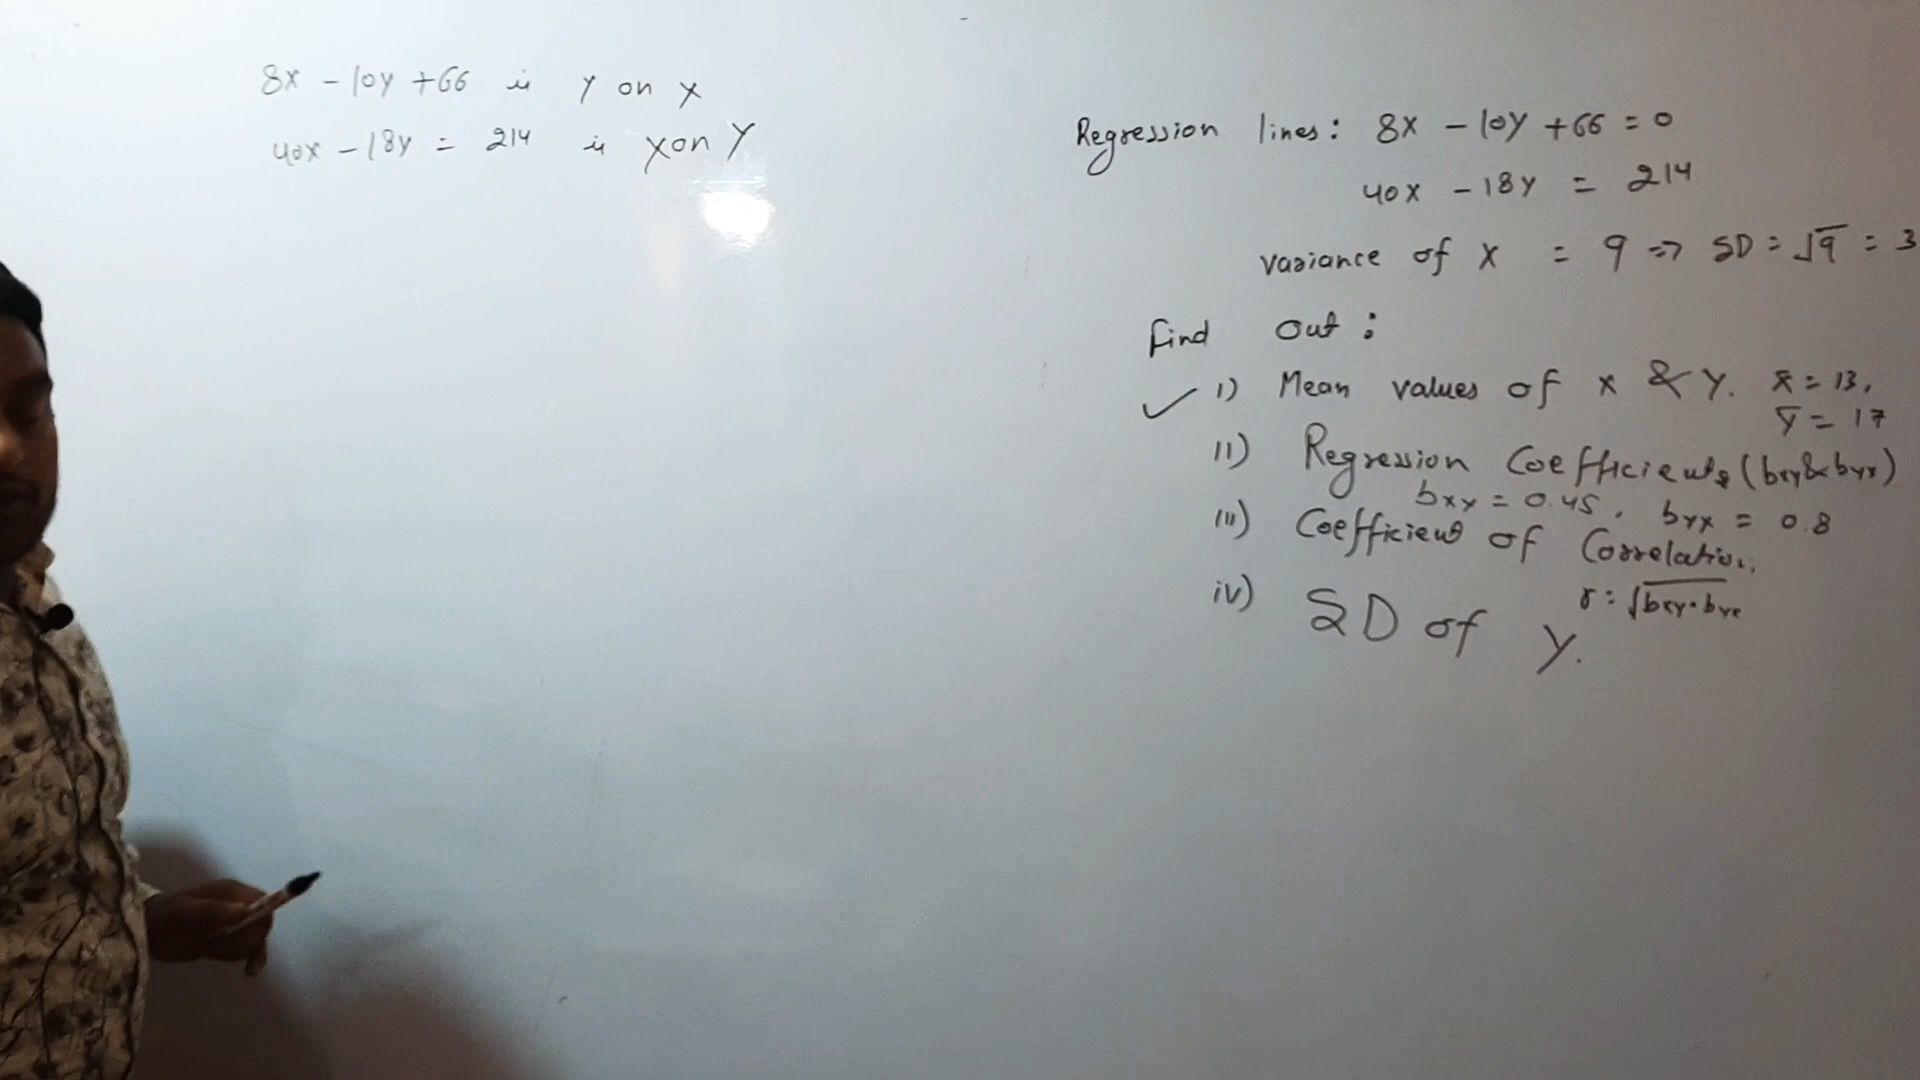 8x - 10y + 66 is y on x
40x - 18y = 214 is x on y
Regression lines: 8x - 10y + 66 = 0
40x - 18y = 214
variance of x = 9 => SD = √9 = 3
find out :
✓ i) Mean values of x & y. x̄ = 13,
ȳ = 17
ii) Regression Coefficients (bxy & byx)
bxy = 0.45, byx = 0.8
iii) Coefficient of Correlation.
r = √bxy·byx
iv) SD of y.